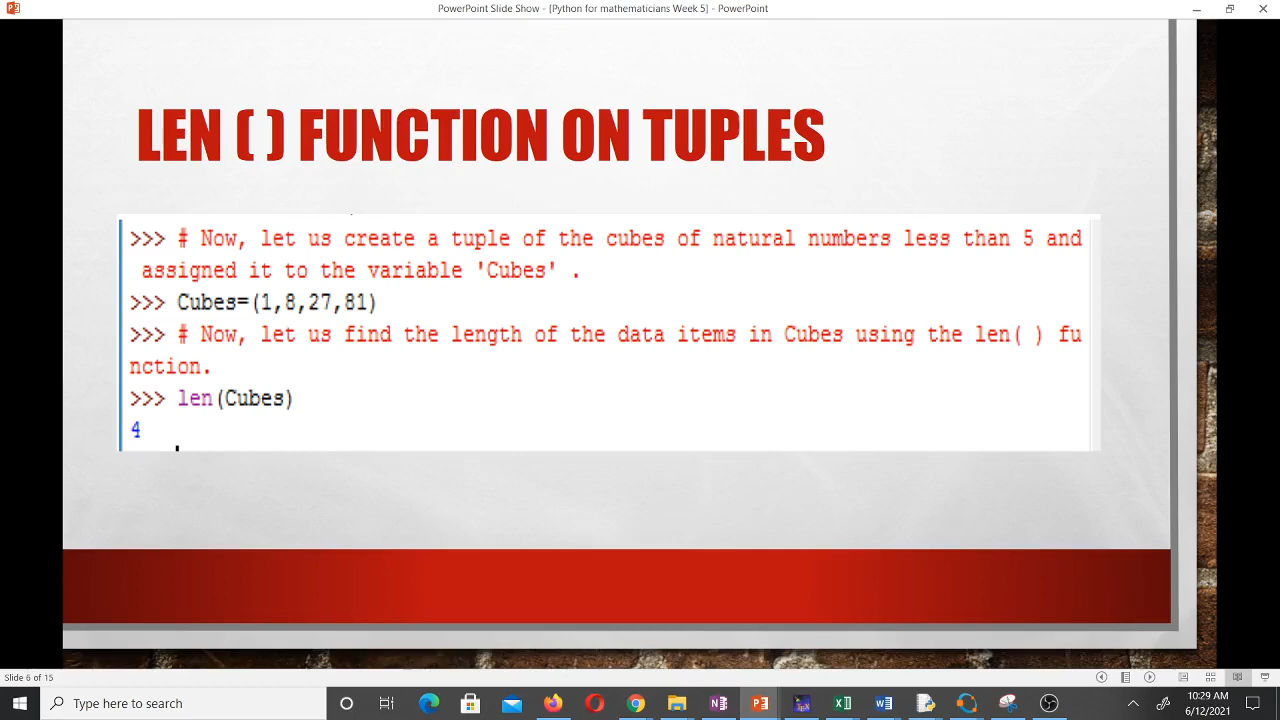 PowerPoint Slide Show - [Python for mathematicians Week 5] - PowerPoint
LEN ( ) FUNCTION ON TUPLES
>>> # Now, let us create a tuple of the cubes of natural numbers less than 5 and
assigned it to the variable 'Cubes' .
>>> Cubes=(1,8,27,81)
>>> # Now, let us find the length of the data items in Cubes using the len( ) fu
nction.
>>> len(Cubes)
4
Slide 6 of 15
Type here to search
10:29 AM
6/12/2021